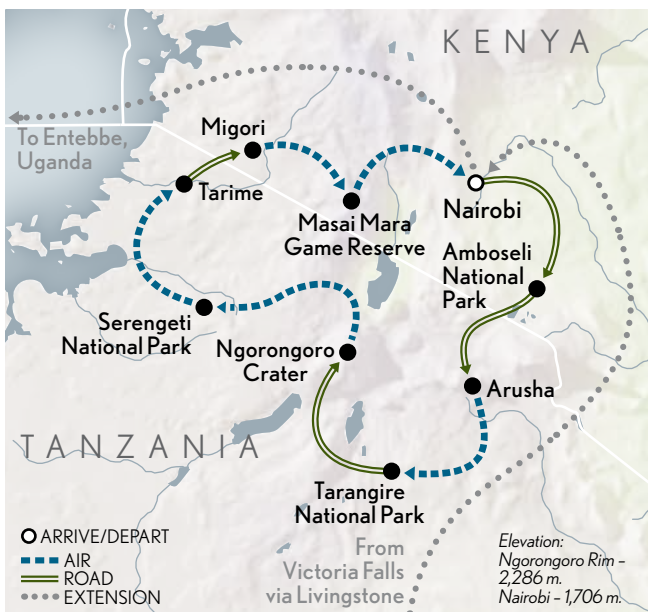 KENYA
To Entebbe,
Uganda
Migori
Tarime
Masai Mara
Game Reserve
Nairobi
Amboseli
National
Park
Serengeti
National Park
Ngorongoro
Crater
Arusha
TANZANIA
Tarangire
National Park
ARRIVE/DEPART
AIR
ROAD
EXTENSION
From
Victoria Falls
via Livingstone
Elevation:
Ngorongoro Rim –
2,286 m.
Nairobi – 1,706 m.